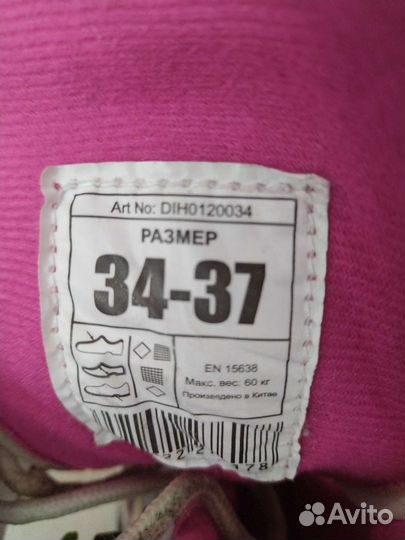 Art No: DIH0120034
РАЗМЕР
34-37
EN 15638
Макс. вес: 60 кг
Произведено в Китае
Avito